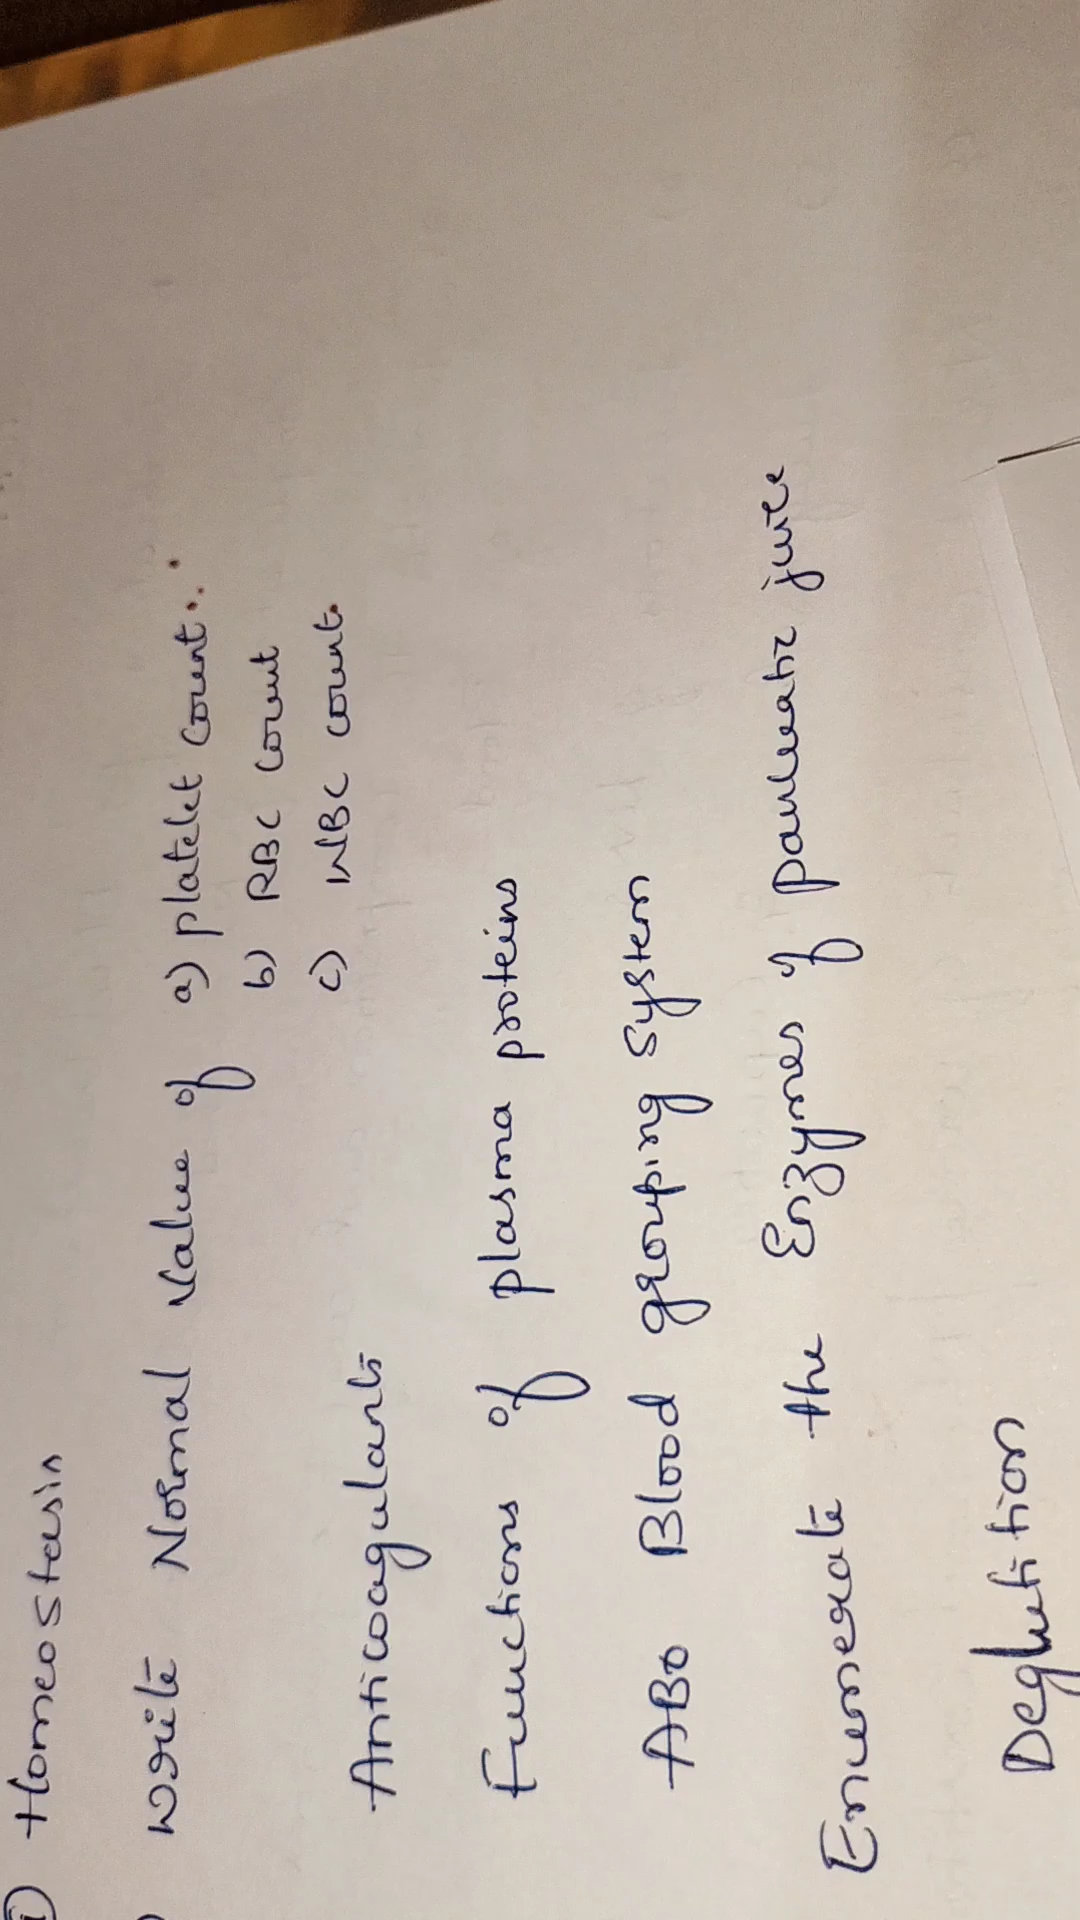 i) Homeostasis
) write Normal value of a) platelet count..
b) RBC count
c) WBC count.
Anticoagulants
Functions of plasma proteins
ABO Blood grouping system
Enumerate the Enzymes of pancreatic juice
Deglutition